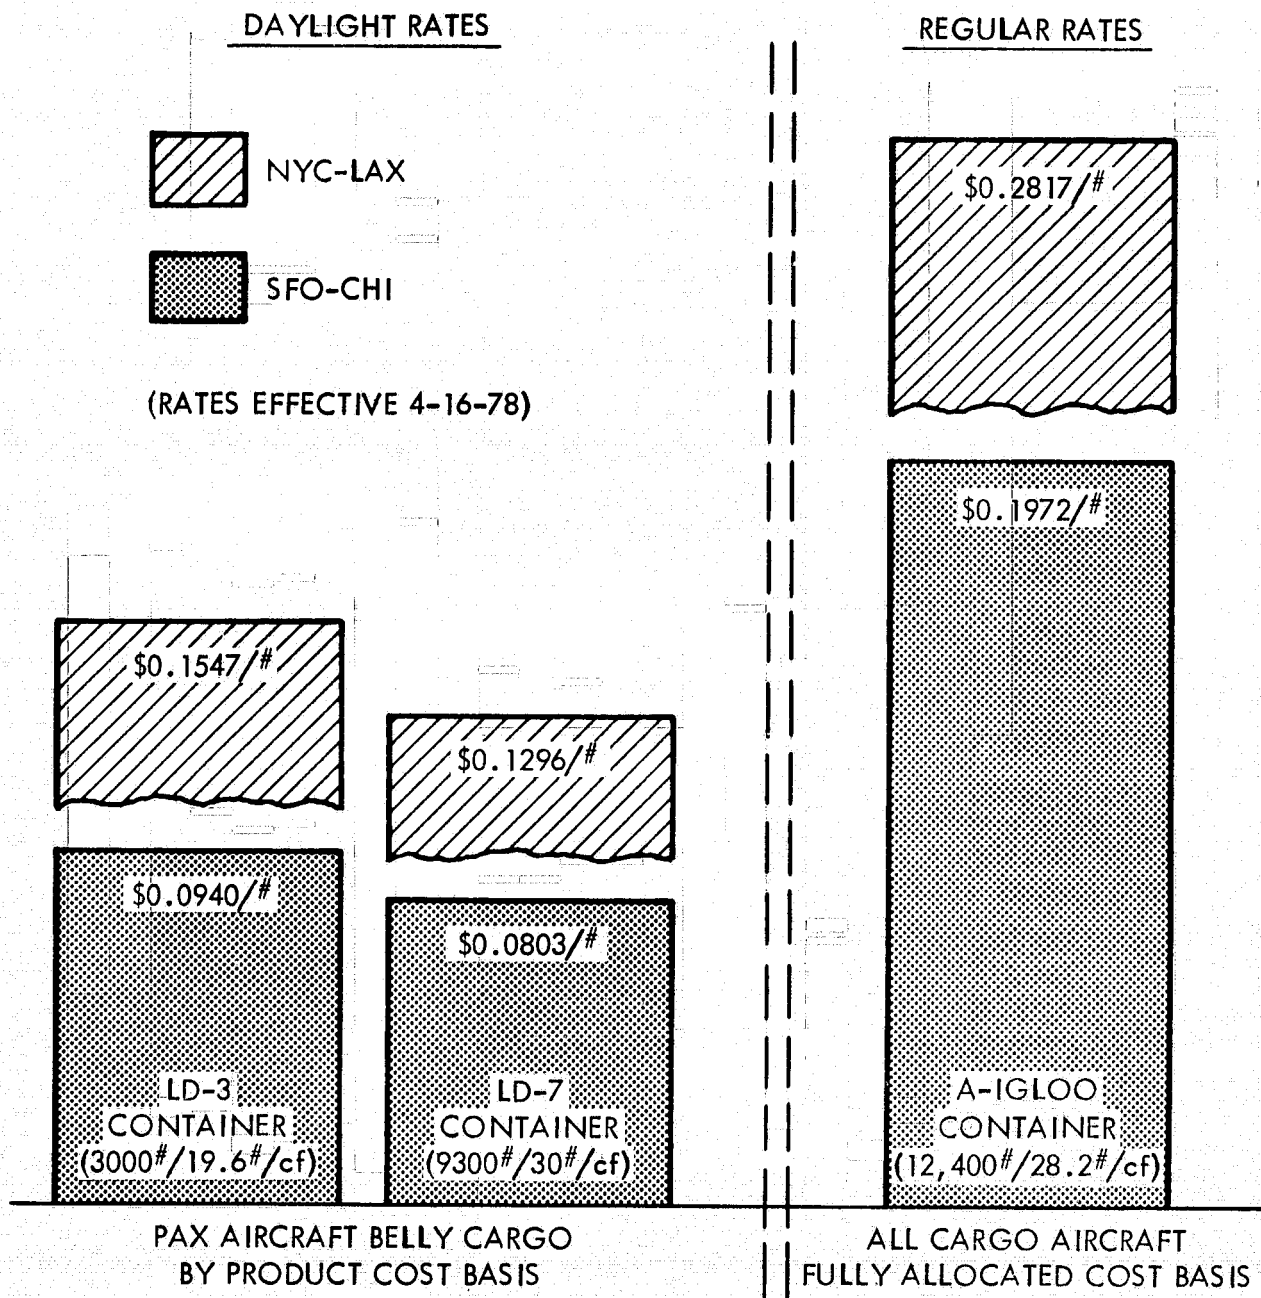 DAYLIGHT RATES
REGULAR RATES
NYC-LAX
SFO-CHI
(RATES EFFECTIVE 4-16-78)
$0.1547/#
$0.0940/#
LD-3
CONTAINER
(3000#/19.6#/cf)
$0.1296/#
$0.0803/#
LD-7
CONTAINER
(9300#/30#/cf)
$0.2817/#
$0.1972/#
A-IGLOO
CONTAINER
(12,400#/28.2#/cf)
PAX AIRCRAFT BELLY CARGO
BY PRODUCT COST BASIS
ALL CARGO AIRCRAFT
FULLY ALLOCATED COST BASIS